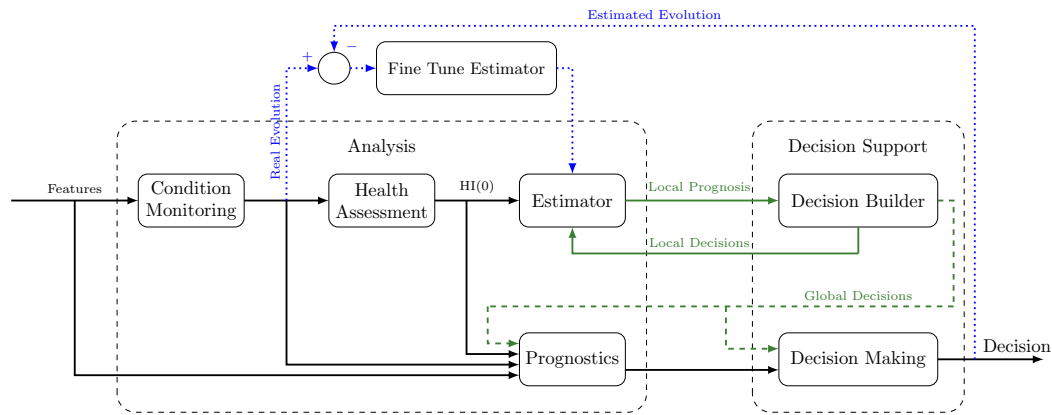 Estimated Evolution
+
−
Fine Tune Estimator
Real Evolution
Analysis
Decision Support
Features
Condition
Monitoring
Health
Assessment
HI(0)
Estimator
Local Prognosis
Decision Builder
Local Decisions
Global Decisions
Prognostics
Decision Making
Decision